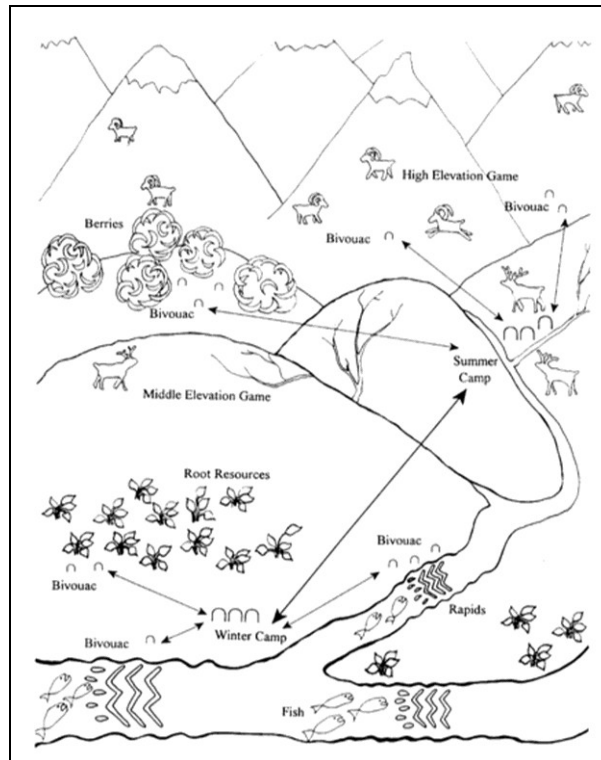 High Elevation Game
Bivouac
Berries
Bivouac
Bivouac
Summer
Camp
Middle Elevation Game
Root Resources
Bivouac
Bivouac
Rapids
Bivouac
Winter Camp
Fish